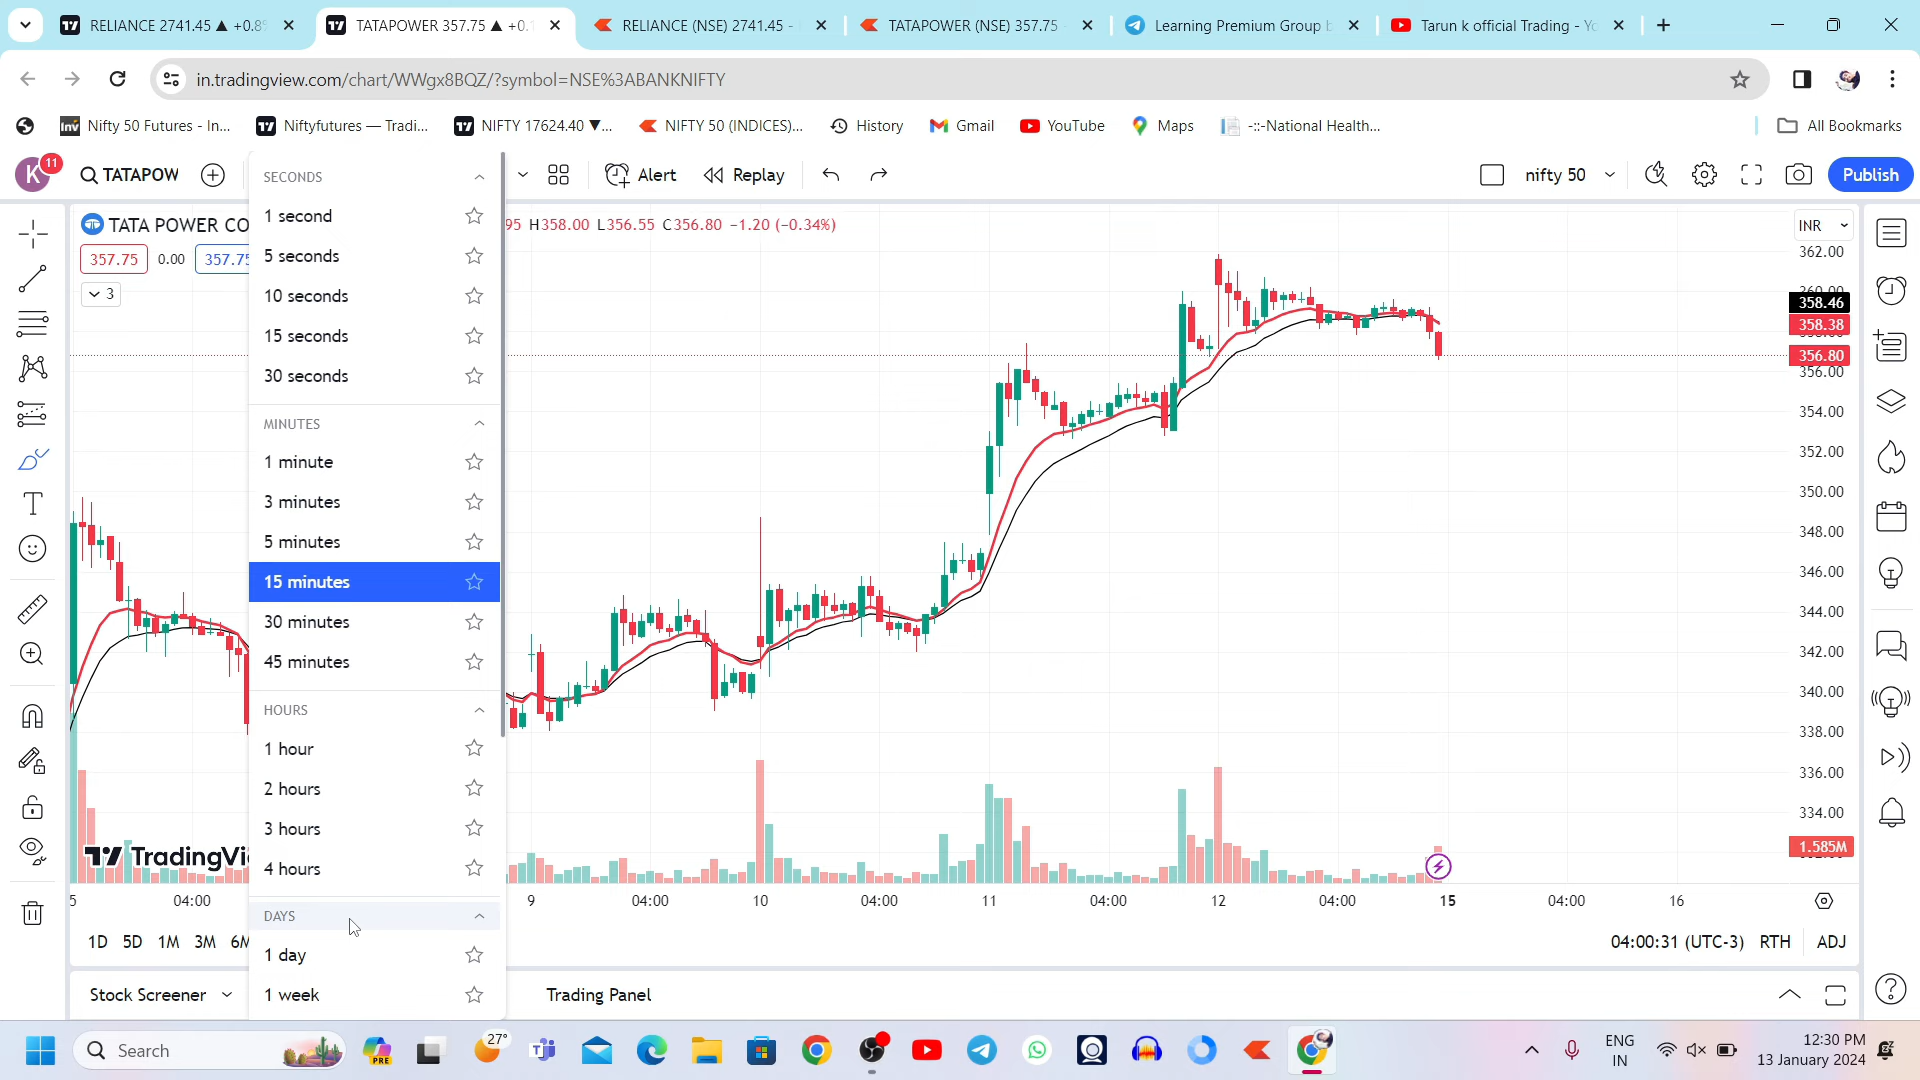 RELIANCE 2741.45 ▲ +0.8
TATAPOWER 357.75 ▲ +0.1
RELIANCE (NSE) 2741.45 -
TATAPOWER (NSE) 357.75
Learning Premium Group b
Tarun k official Trading - Yo
in.tradingview.com/chart/WWgx8BQZ/?symbol=NSE%3ABANKNIFTY
Inv Nifty 50 Futures - In...
Niftyfutures — Tradi...
NIFTY 17624.40 ▼...
NIFTY 50 (INDICES)...
History
Gmail
YouTube
Maps
-::-National Health...
All Bookmarks
K 11
TATAPOW
Alert
Replay
nifty 50
Publish
TATA POWER CO
95 H358.00 L356.55 C356.80 −1.20 (−0.34%)
INR
357.75
0.00
357.75
3
SECONDS
1 second
5 seconds
10 seconds
15 seconds
30 seconds
MINUTES
1 minute
3 minutes
5 minutes
15 minutes
30 minutes
45 minutes
HOURS
1 hour
2 hours
3 hours
4 hours
DAYS
1 day
1 week
362.00
360.00
358.46
358.38
356.80
356.00
354.00
352.00
350.00
348.00
346.00
344.00
342.00
340.00
338.00
336.00
334.00
1.585M
TradingVi
5 04:00 9 04:00 10 04:00 11 04:00 12 04:00 15 04:00 16
1D 5D 1M 3M 6M
04:00:31 (UTC-3) RTH ADJ
Stock Screener
Trading Panel
Search
PRE
27°
ENG
IN
12:30 PM
13 January 2024